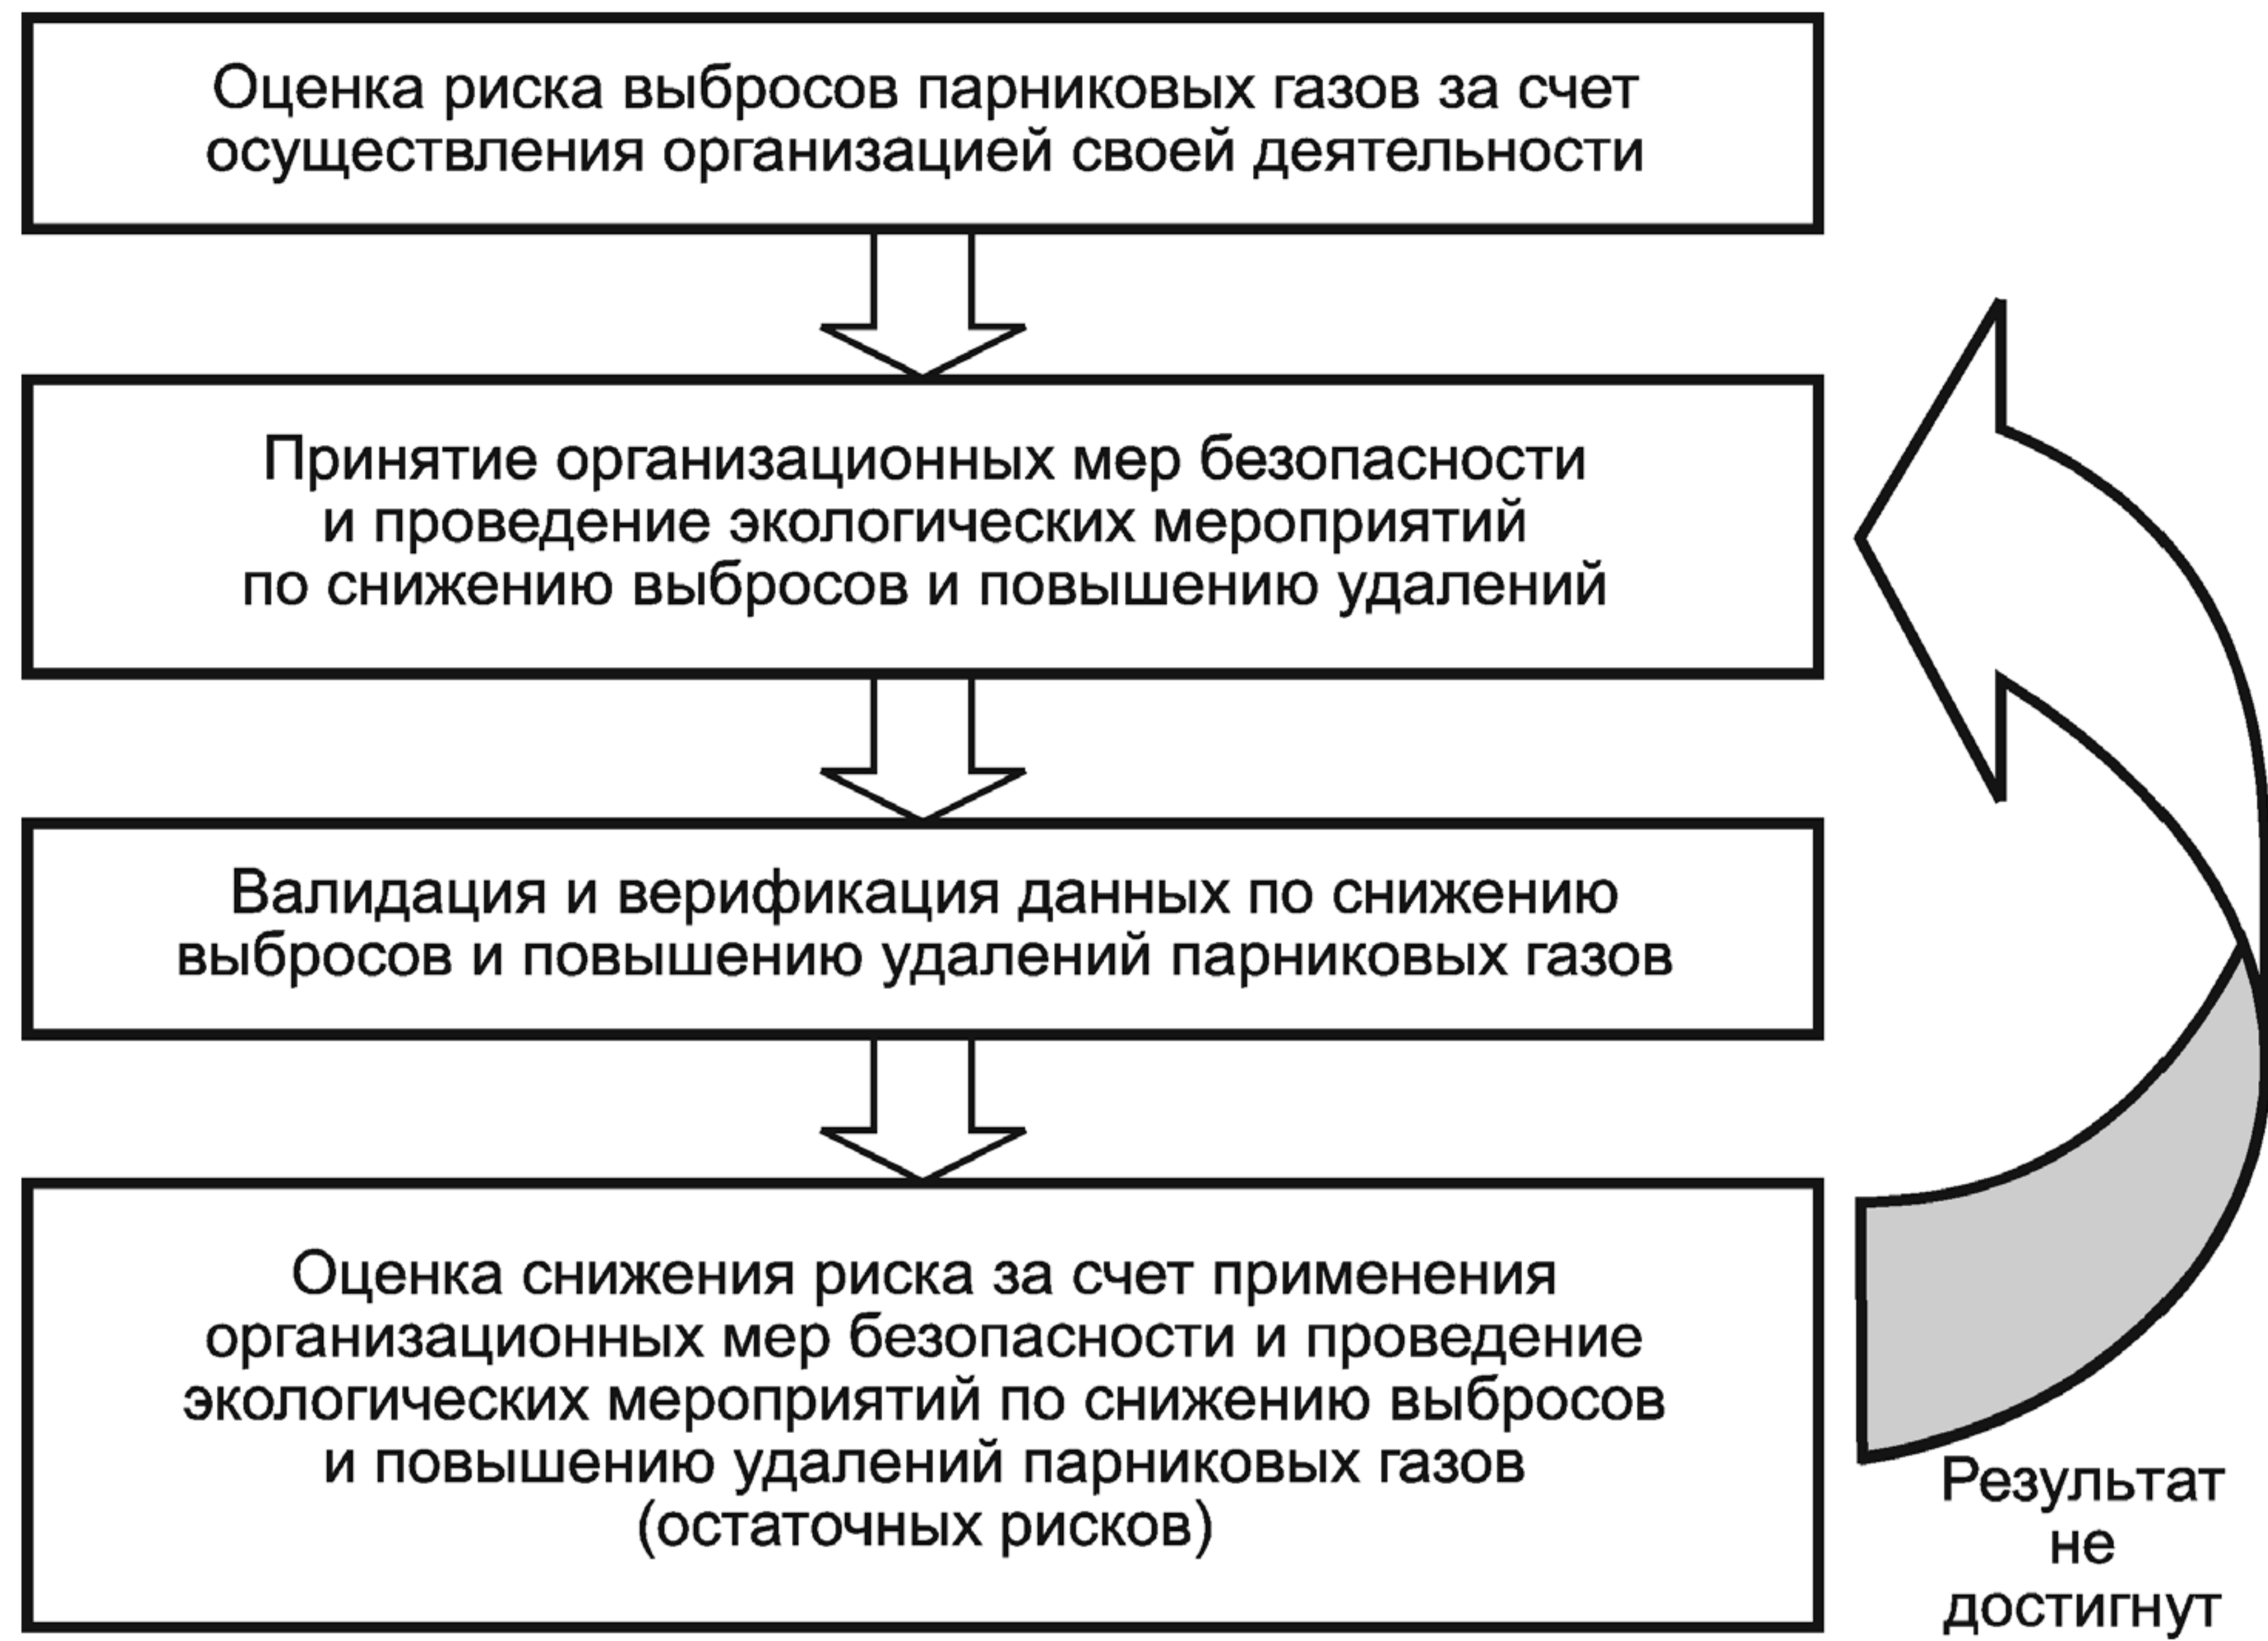 Оценка риска выбросов парниковых газов за счет
осуществления организацией своей деятельности
Принятие организационных мер безопасности
и проведение экологических мероприятий
по снижению выбросов и повышению удалений
Валидация и верификация данных по снижению
выбросов и повышению удалений парниковых газов
Оценка снижения риска за счет применения
организационных мер безопасности и проведение
экологических мероприятий по снижению выбросов
и повышению удалений парниковых газов
(остаточных рисков)
Результат
не
достигнут